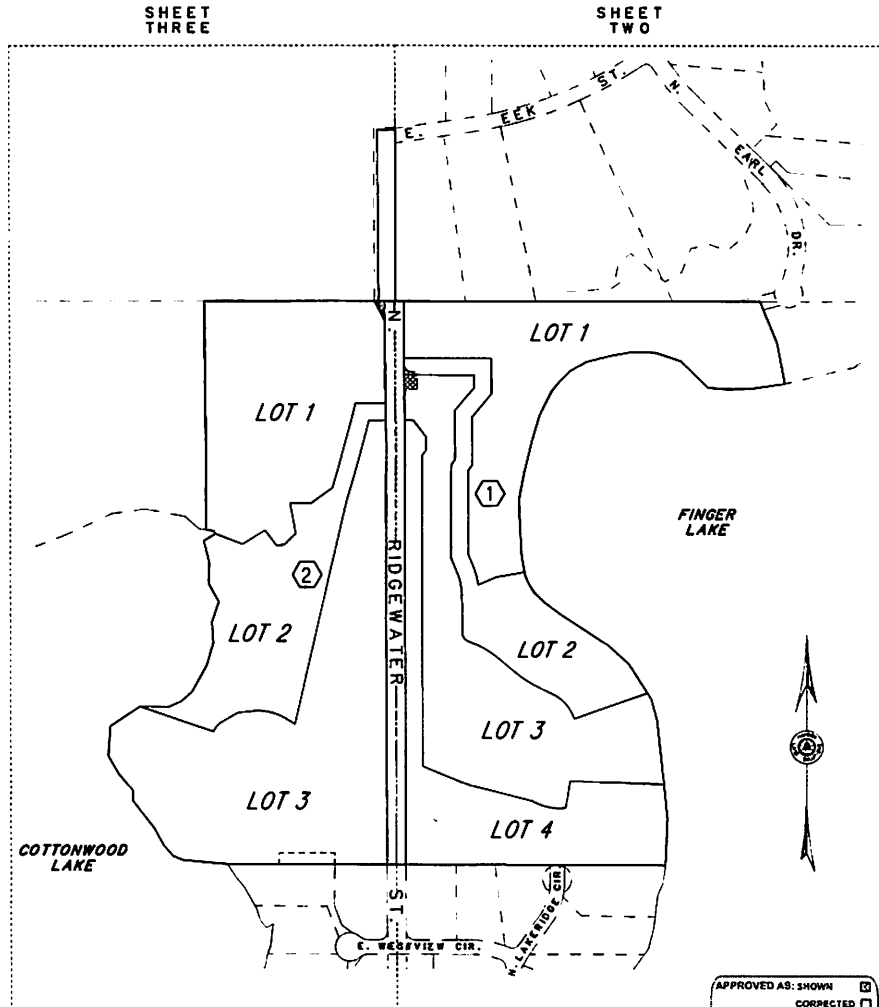 SHEET
THREE
SHEET
TWO
E. EEK ST.
N. EARL DR.
LOT 1
LOT 1
N. RIDGEWATER ST.
1
FINGER
LAKE
2
LOT 2
LOT 2
LOT 3
LOT 3
LOT 4
COTTONWOOD
LAKE
N. LAKERIDGE CIR.
CIR.
APPROVED AS: SHOWN
CORRECTED